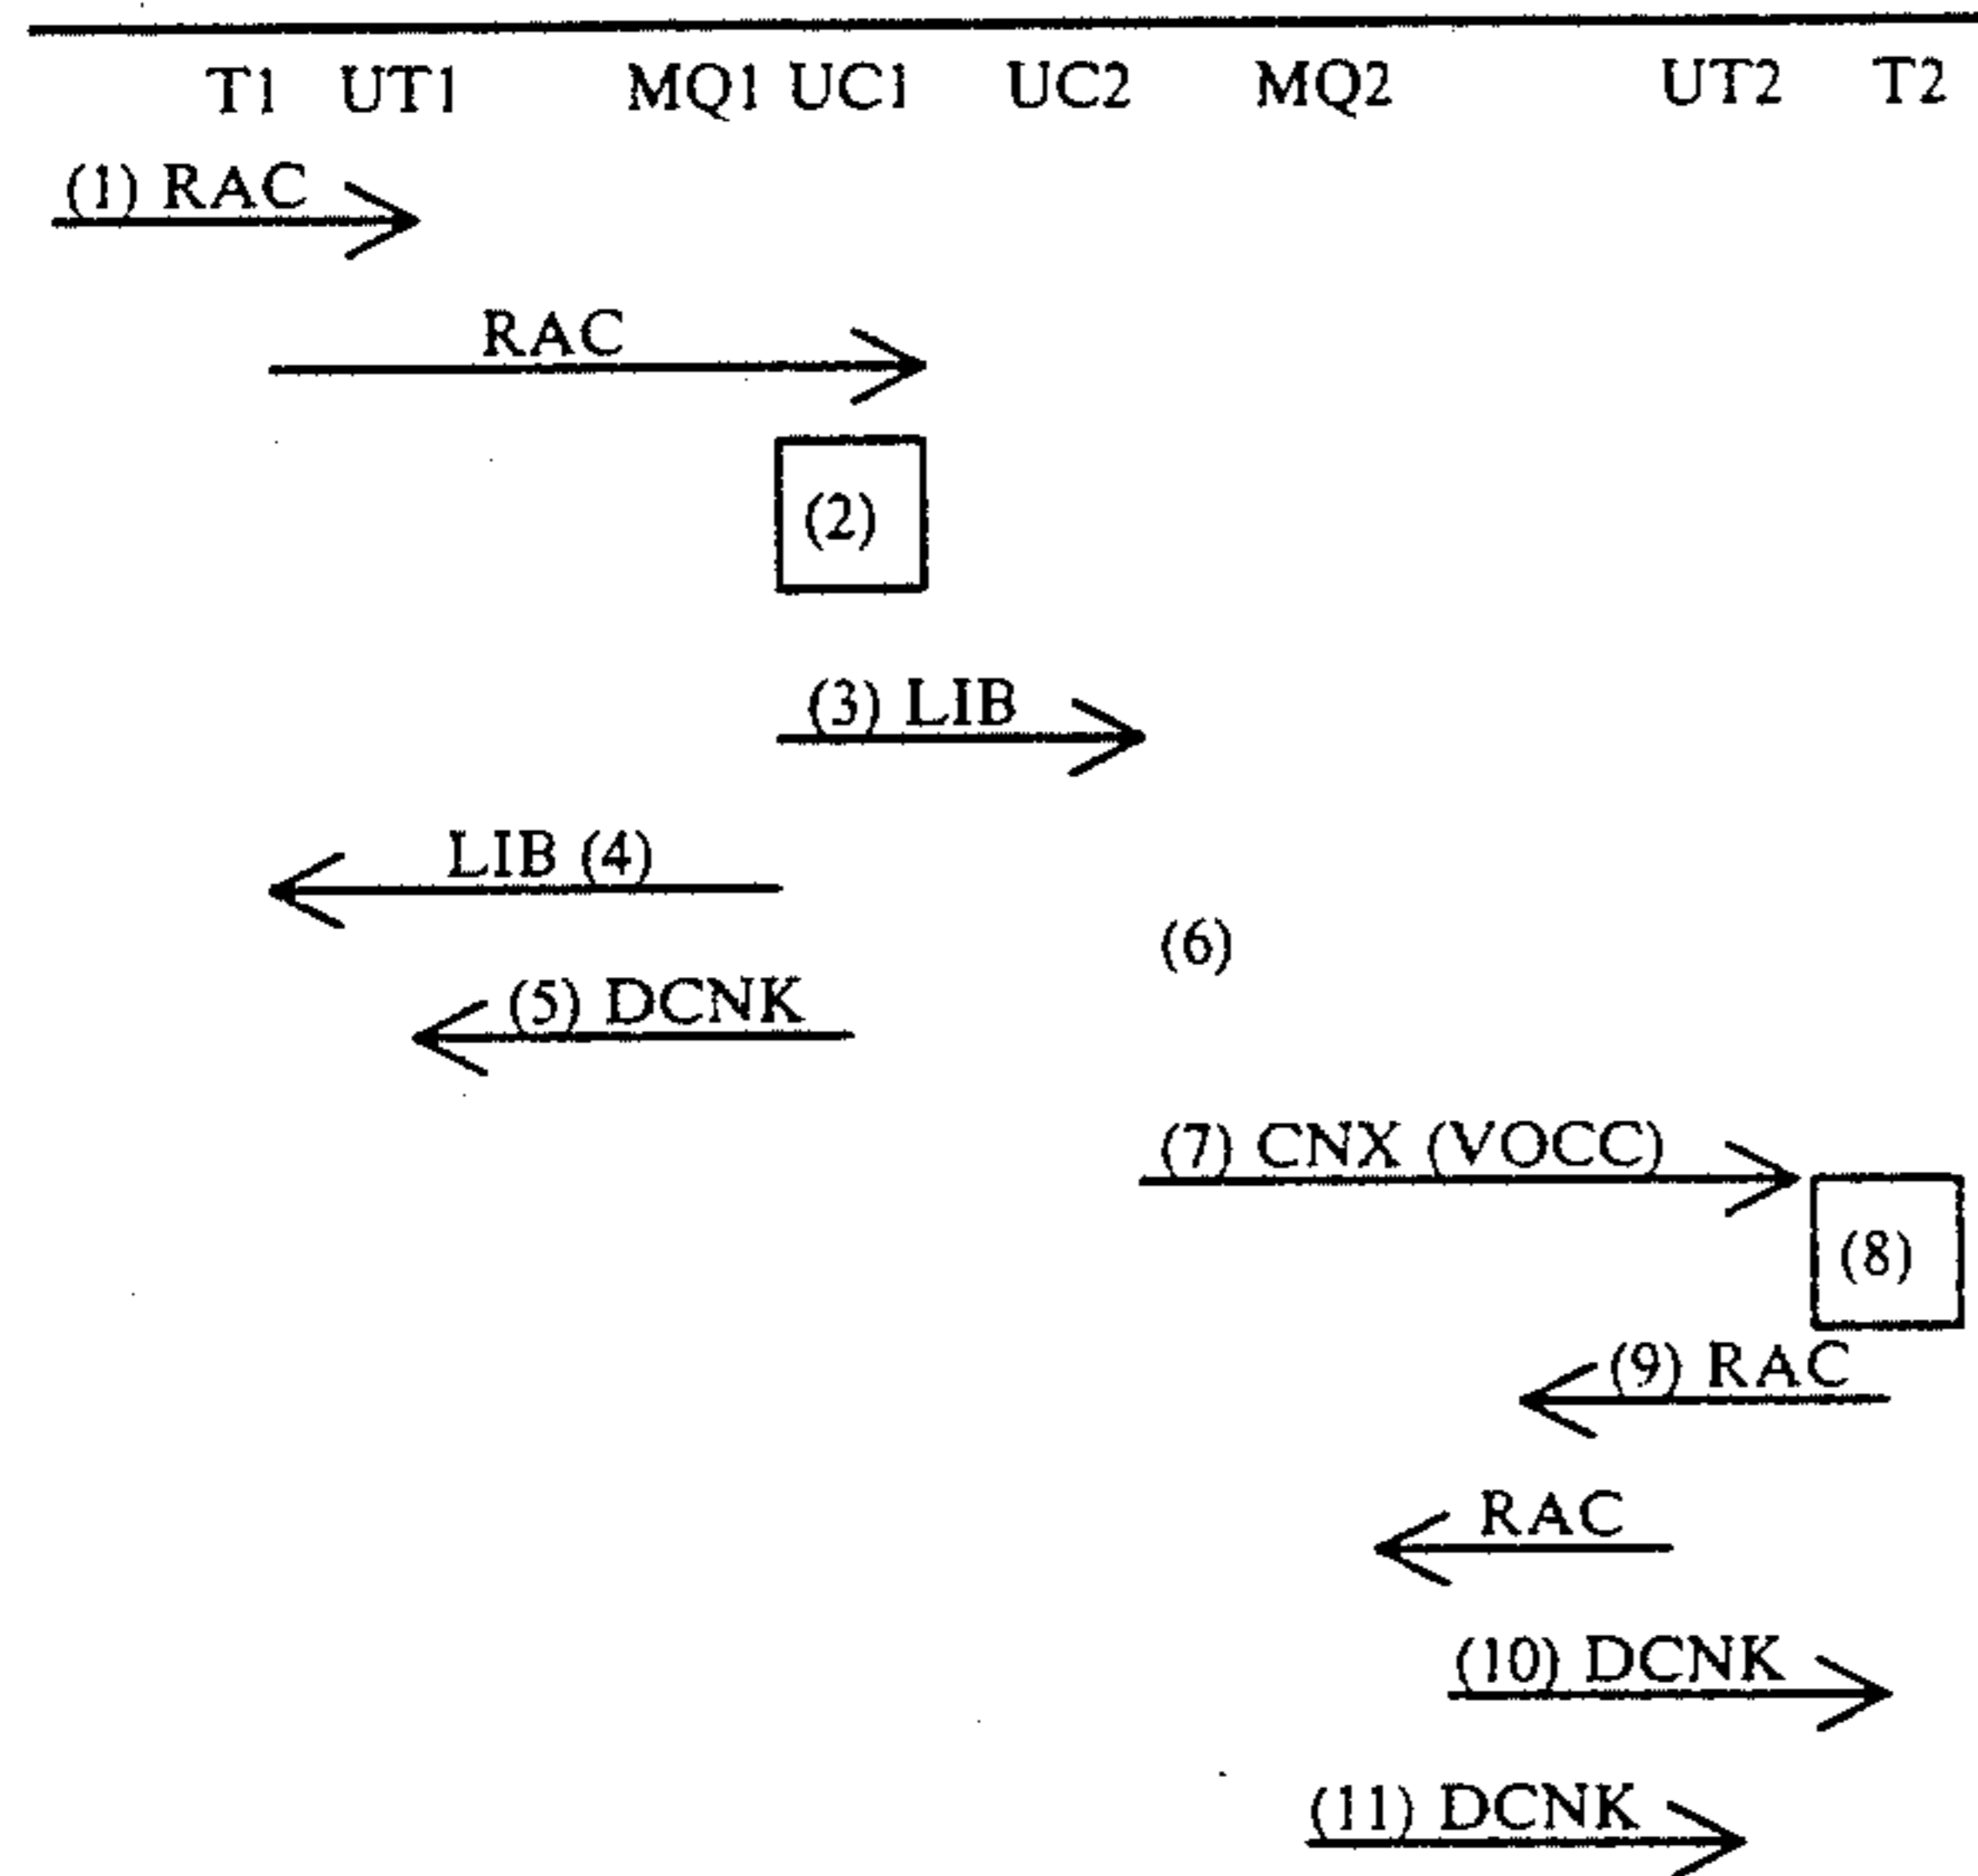 T1 UT1 MQ1 UC1 UC2 MQ2 UT2 T2
(1) RAC
RAC
(2)
(3) LIB
LIB (4)
(6)
(5) DCNK
(7) CNX (VOCC)
(8)
(9) RAC
RAC
(10) DCNK
(11) DCNK